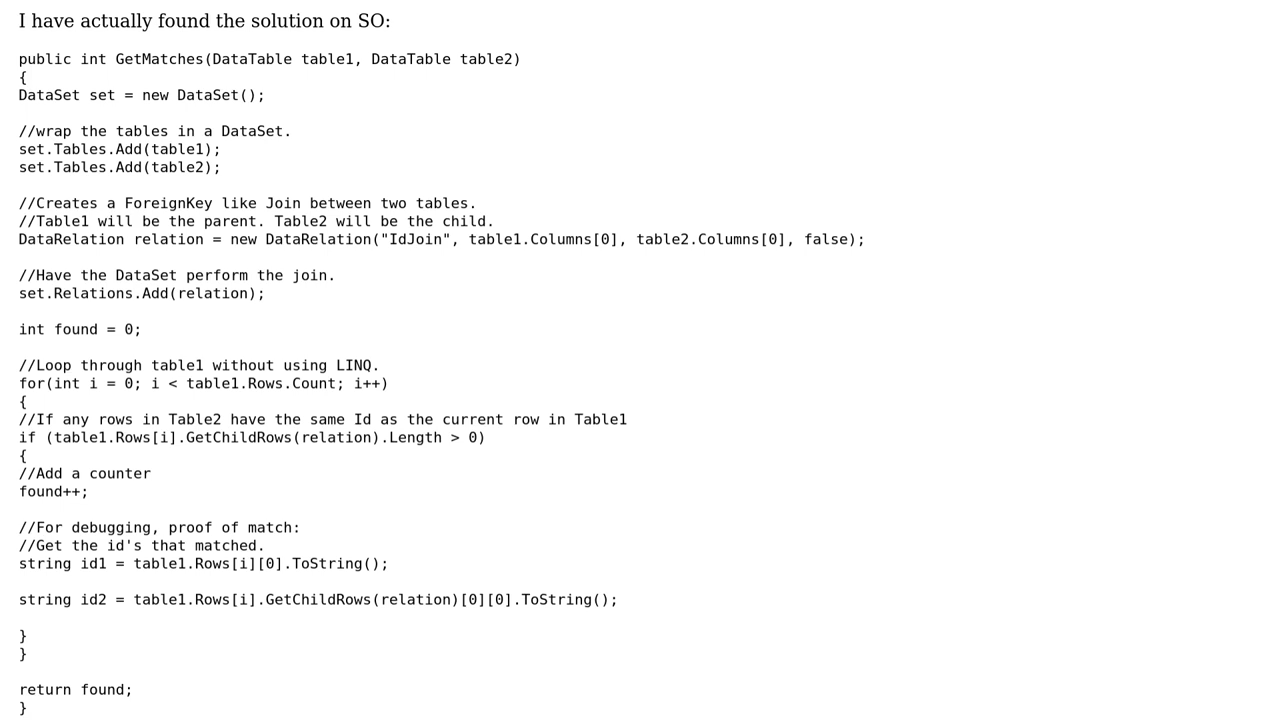 I have actually found the solution on SO:
public int GetMatches(DataTable table1, DataTable table2)
{
DataSet set = new DataSet();
//wrap the tables in a DataSet.
set.Tables.Add(table1);
set.Tables.Add(table2);
//Creates a ForeignKey like Join between two tables.
//Table1 will be the parent. Table2 will be the child.
DataRelation relation = new DataRelation("IdJoin", table1.Columns[0], table2.Columns[0], false);
//Have the DataSet perform the join.
set.Relations.Add(relation);
int found = 0;
//Loop through table1 without using LINQ.
for(int i = 0; i < table1.Rows.Count; i++)
{
//If any rows in Table2 have the same Id as the current row in Table1
if (table1.Rows[i].GetChildRows(relation).Length > 0)
{
//Add a counter
found++;
//For debugging, proof of match:
//Get the id's that matched.
string id1 = table1.Rows[i][0].ToString();
string id2 = table1.Rows[i].GetChildRows(relation)[0][0].ToString();
}
}
return found;
}